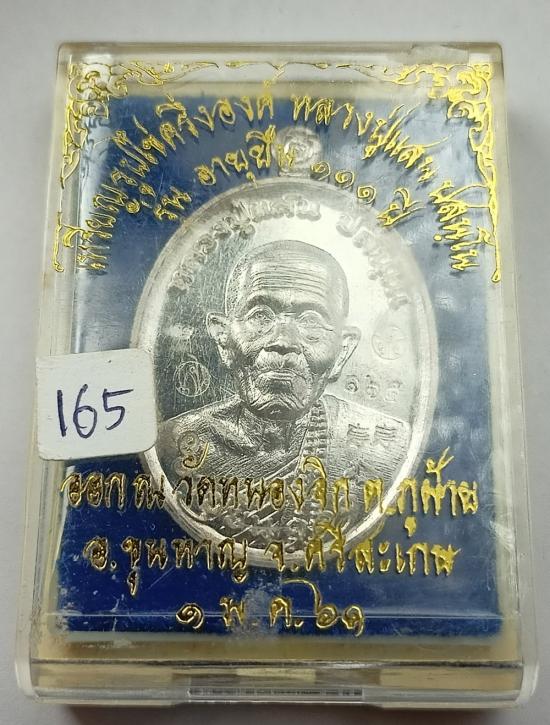 เหรียญรูปไข่ครึ่งองค์ หลวงปู่แสน ปสนฺโน
รุ่น อายุยืน ๑๑๑ ปี
หลวงปู่แสน ปสนฺโน
๑๖๕
165
ออก ณ วัดหนองจิก ต.ภูฝ้าย
อ.ขุนหาญ จ.ศรีสะเกษ
๑ พ.ค.๖๑